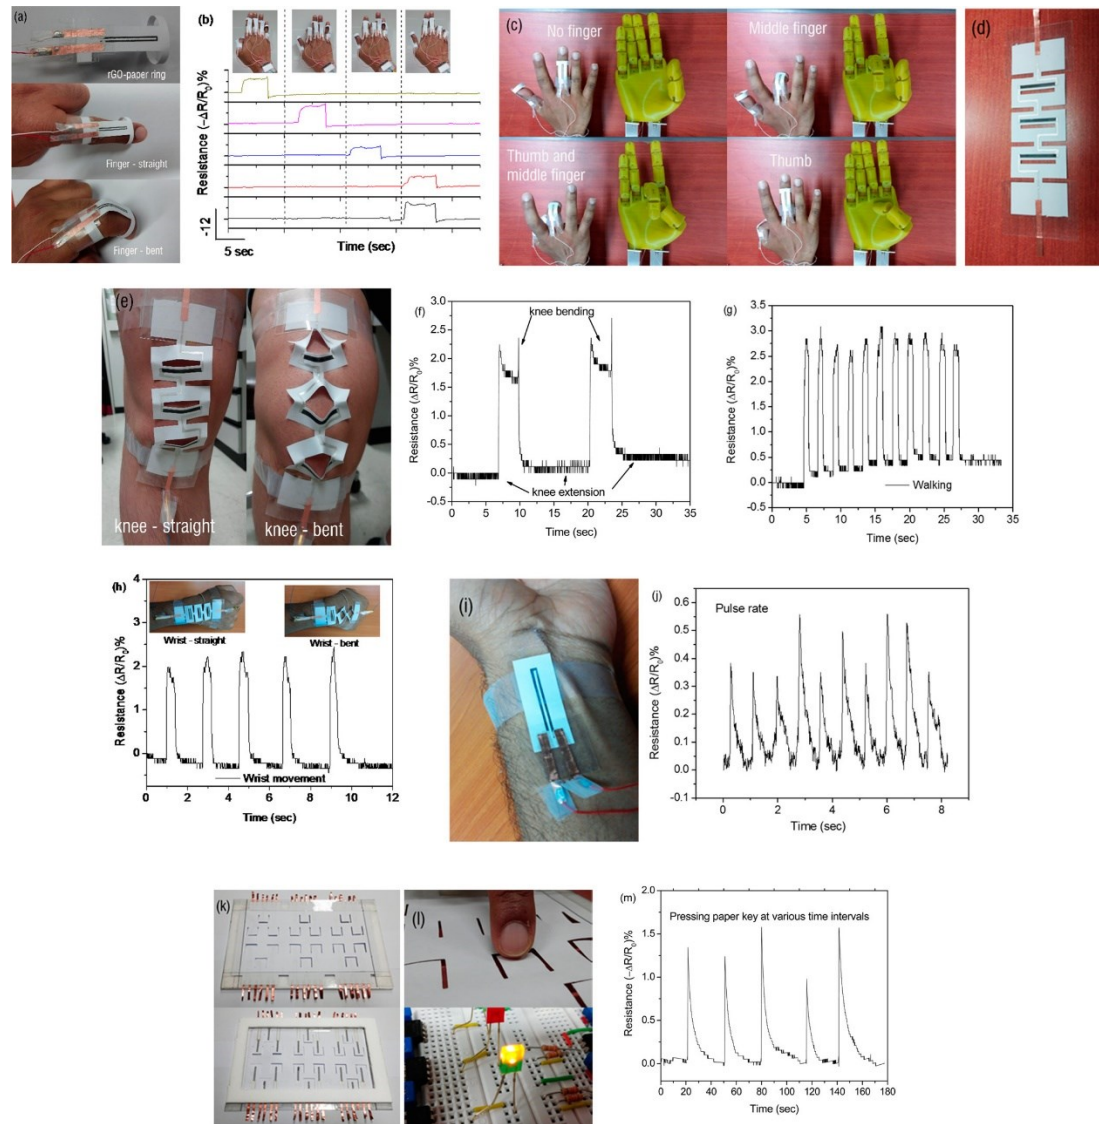 (a)
rGO-paper ring
Finger - straight
Finger - bent
(b)
Resistance (-ΔR/R₀)%
-12
5 sec
Time (sec)
(c)
No finger
Middle finger
Thumb and
middle finger
Thumb
(d)
(e)
knee - straight
knee - bent
(f)
Resistance (ΔR/R₀)%
3.0
2.5
2.0
1.5
1.0
0.5
0.0
-0.5
knee bending
knee extension
0 5 10 15 20 25 30 35
Time (sec)
(g)
Resistance (ΔR/R₀)%
3.5
3.0
2.5
2.0
1.5
1.0
0.5
0.0
-0.5
Walking
0 5 10 15 20 25 30 35
Time (sec)
(h)
Resistance (ΔR/R₀)%
4
3
2
0
Wrist - straight
Wrist - bent
Wrist movement
0 2 4 6 8 10 12
Time (sec)
(i)
(j)
Pulse rate
Resistance (ΔR/R₀)%
0.6
0.5
0.4
0.3
0.2
0.1
0.0
-0.1
0 2 4 6 8
Time (sec)
(k)
(l)
(m)
Pressing paper key at various time intervals
Resistance (-ΔR/R₀)%
2.0
1.5
1.0
0.5
0.0
0 20 40 60 80 100 120 140 160 180
Time (sec)